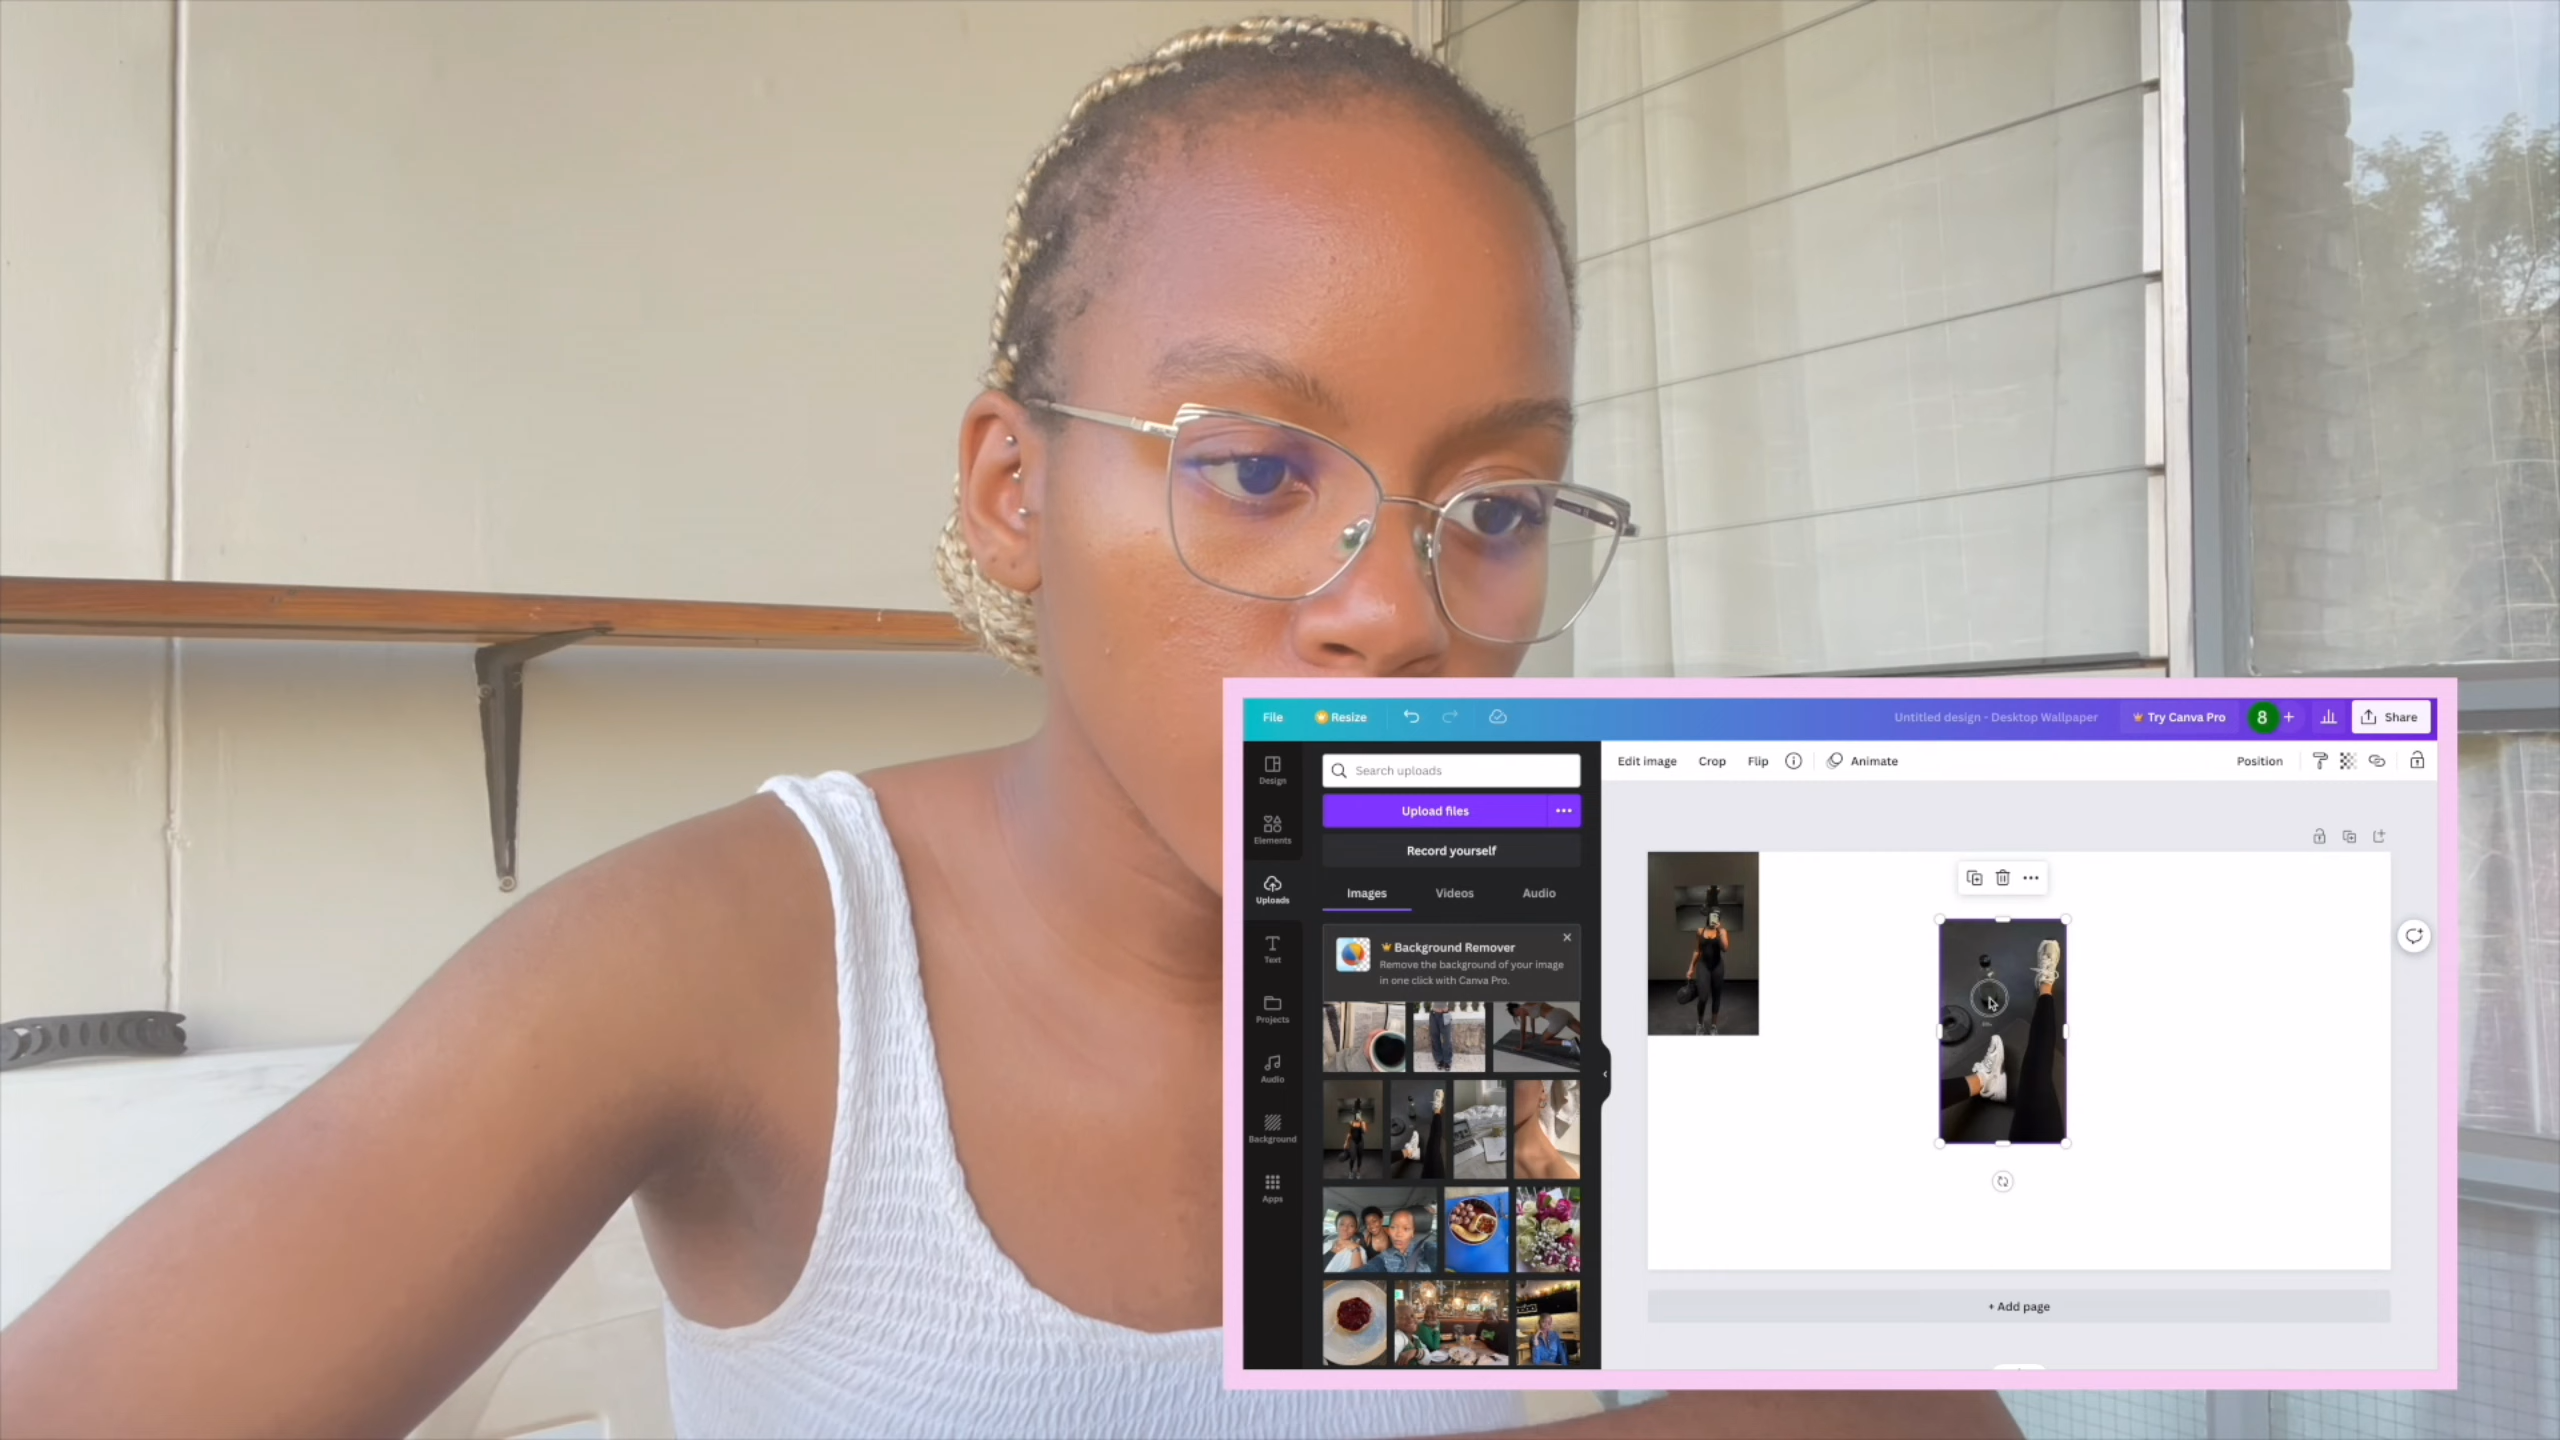 File
Resize
Untitled design - Desktop Wallpaper
Try Canva Pro
8
+
Share
Design
Elements
Uploads
Text
Projects
Audio
Background
Apps
Search uploads
Upload files
Record yourself
Images
Videos
Audio
Background Remover
Remove the background of your image
in one click with Canva Pro.
Edit image
Crop
Flip
Animate
Position
+ Add page